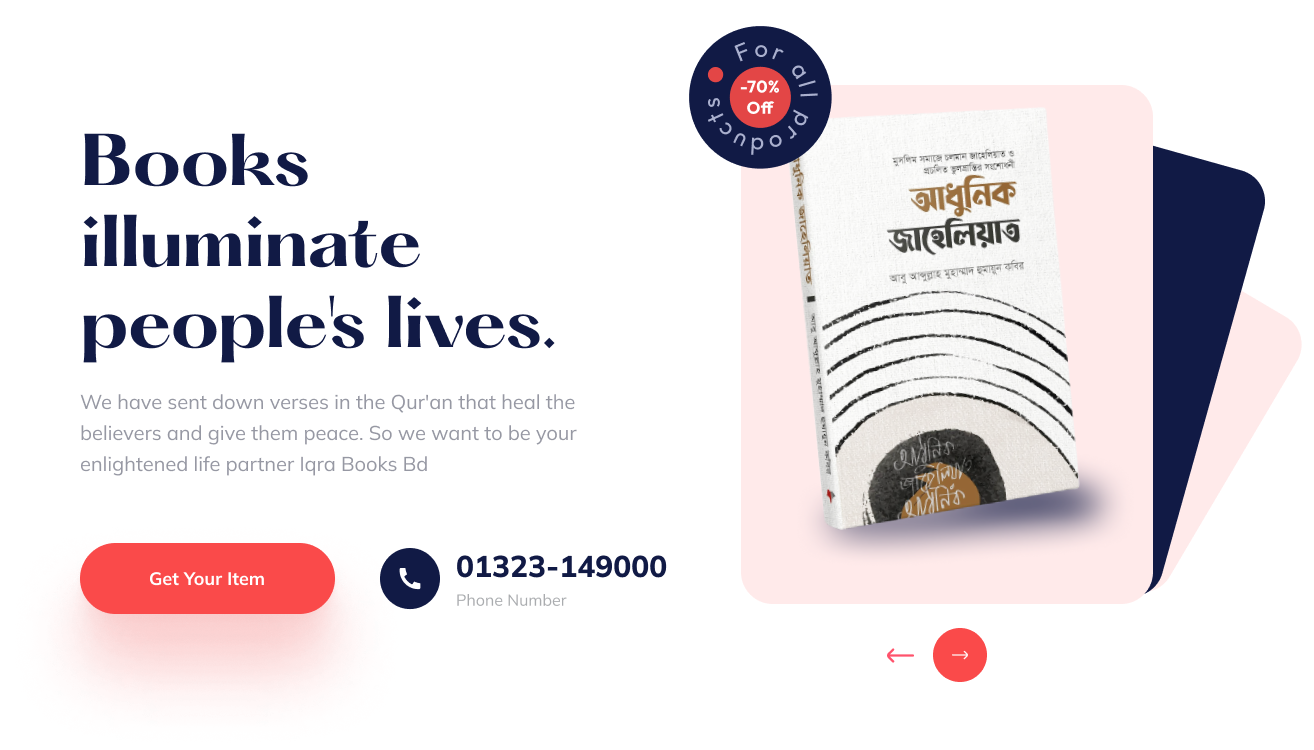 Books
illuminate
people's lives.
We have sent down verses in the Qur'an that heal the
believers and give them peace. So we want to be your
enlightened life partner Iqra Books Bd
Get Your Item
01323-149000
Phone Number
For all products
-70%
Off
মুসলিম সমাজে চলমান জাহেলিয়াত ও
প্রচলিত ভুলভ্রান্তির সংশোধনী
আধুনিক
জাহেলিয়াত
আবু আব্দুল্লাহ মুহাম্মাদ হুমায়ূন কবির
জাহেলিয়াত
আধুনিক
জাহেলিয়াত
আধুনিক